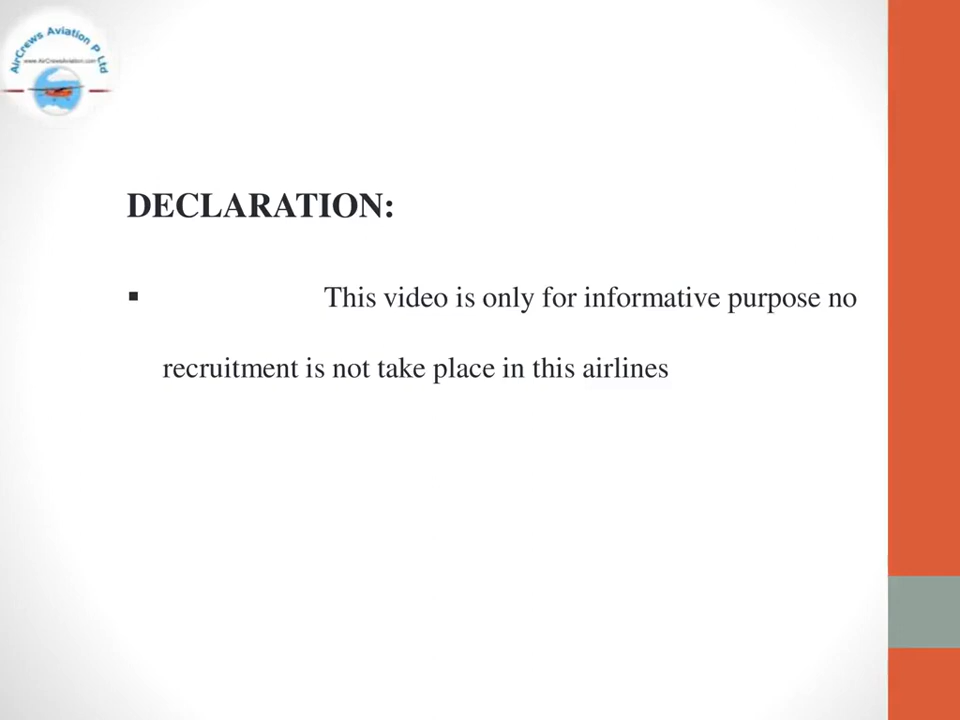 AirCrews Aviation P Ltd
www.AirCrewsAviation.com
DECLARATION:
▪ This video is only for informative purpose no
recruitment is not take place in this airlines